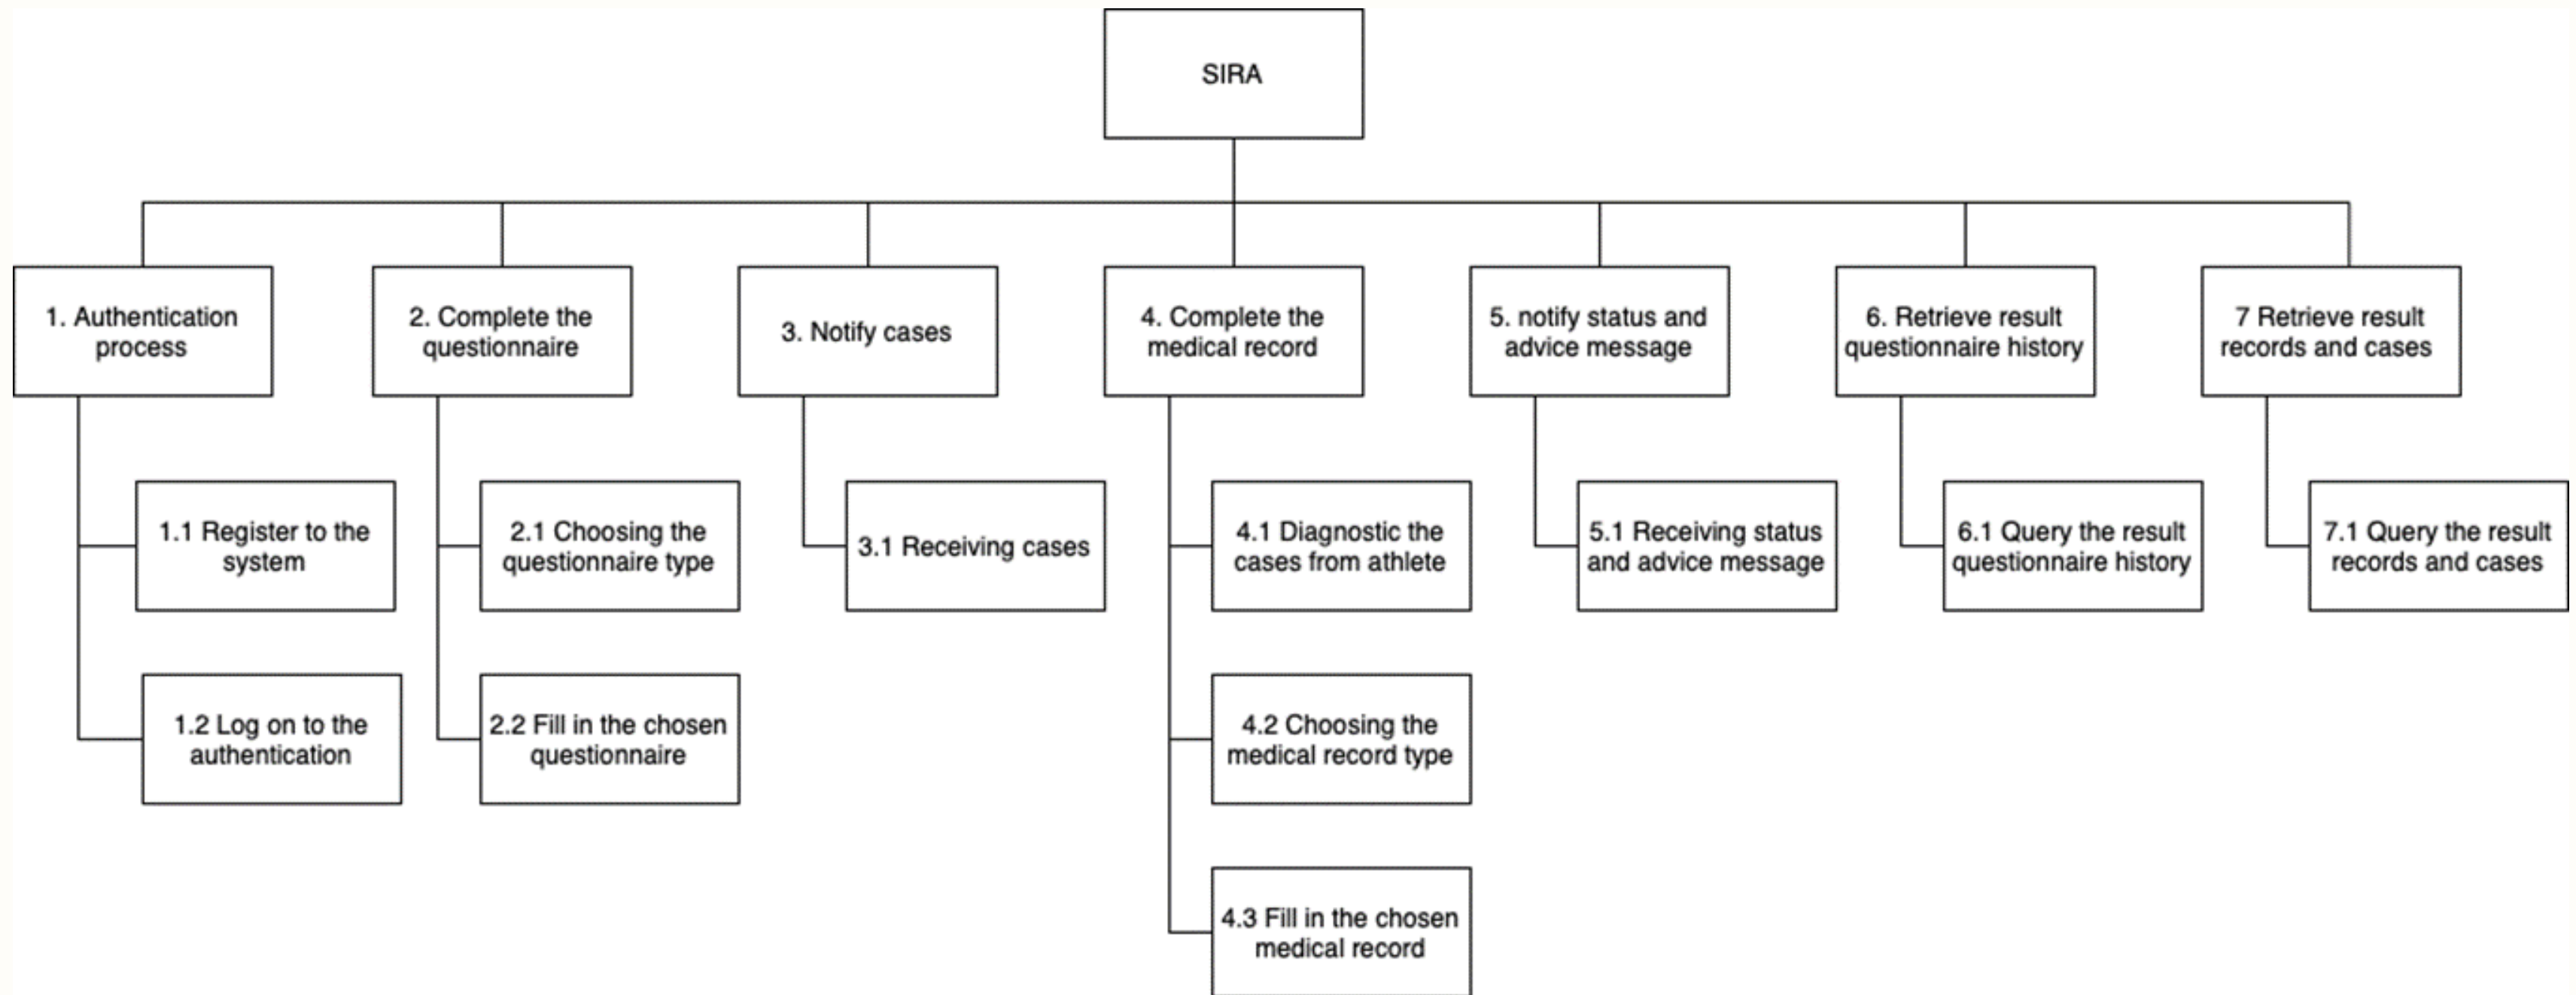 SIRA
1. Authentication
process
2. Complete the
questionnaire
3. Notify cases
4. Complete the
medical record
5. notify status and
advice message
6. Retrieve result
questionnaire history
7 Retrieve result
records and cases
1.1 Register to the
system
2.1 Choosing the
questionnaire type
3.1 Receiving cases
4.1 Diagnostic the
cases from athlete
5.1 Receiving status
and advice message
6.1 Query the result
questionnaire history
7.1 Query the result
records and cases
1.2 Log on to the
authentication
2.2 Fill in the chosen
questionnaire
4.2 Choosing the
medical record type
4.3 Fill in the chosen
medical record